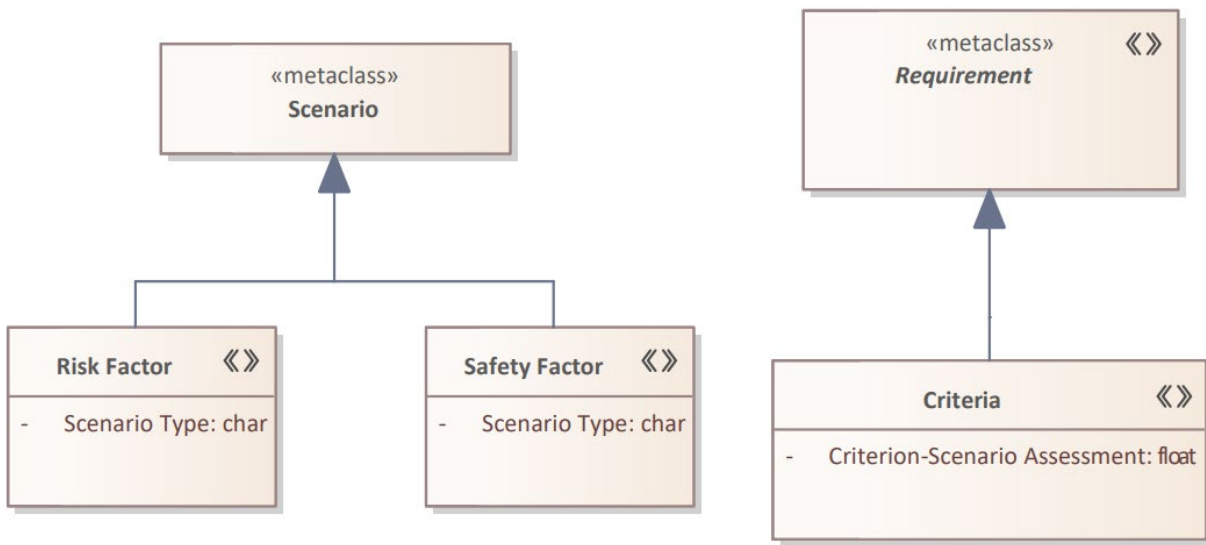 «metaclass»
Scenario
«metaclass»
Requirement
Risk Factor
- Scenario Type: char
Safety Factor
- Scenario Type: char
Criteria
- Criterion-Scenario Assessment: float